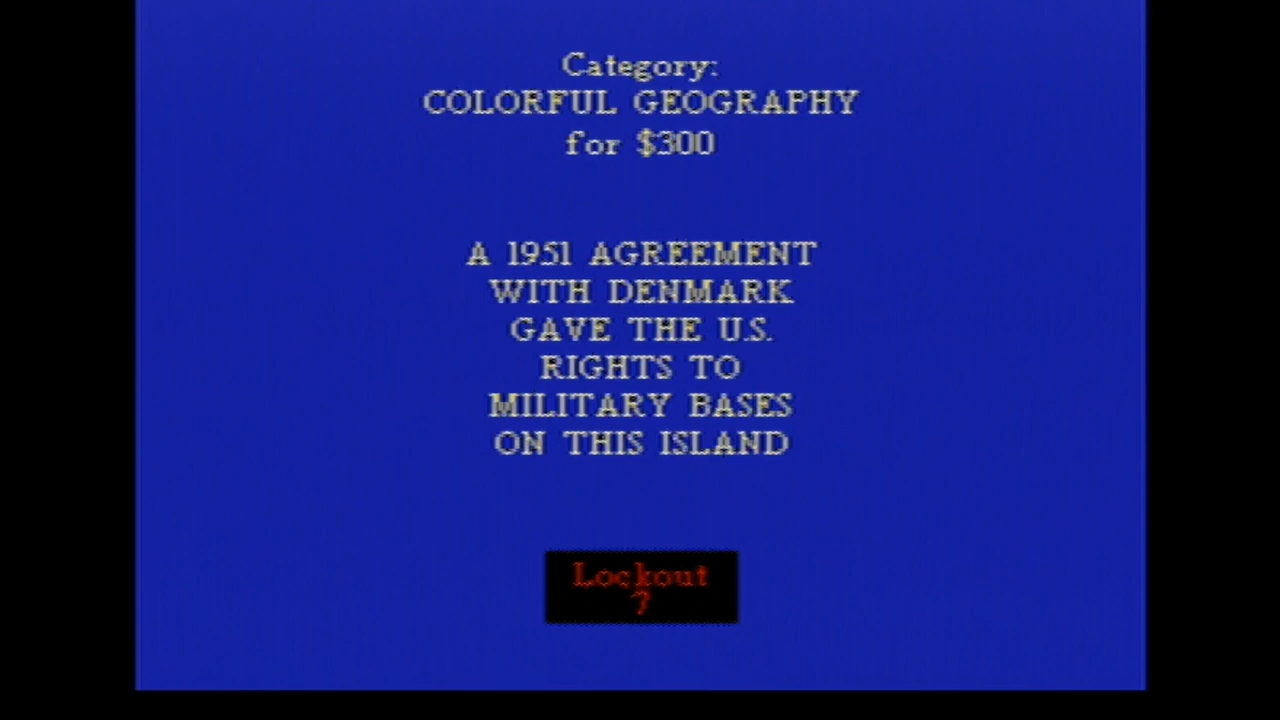 Category:
COLORFUL GEOGRAPHY
for $300
A 1951 AGREEMENT
WITH DENMARK
GAVE THE U.S.
RIGHTS TO
MILITARY BASES
ON THIS ISLAND
Lockout
7